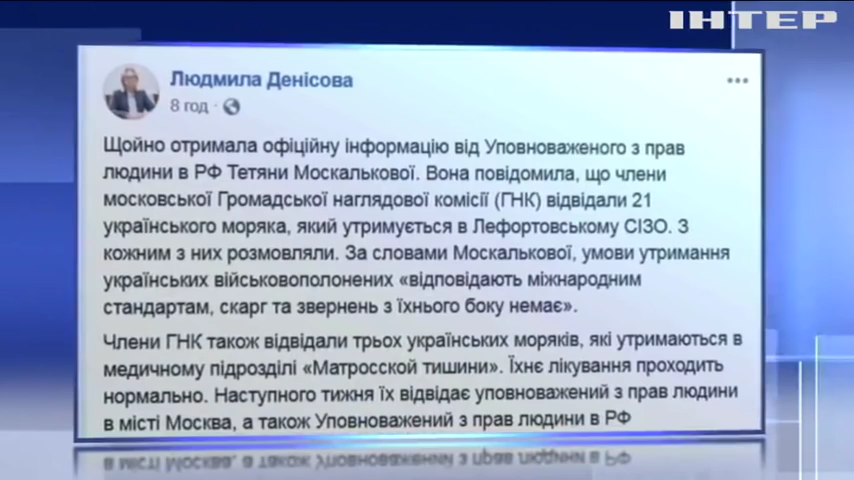 ІНТЕР
Людмила Денісова
8 год ·
Щойно отримала офіційну інформацію від Уповноваженого з прав
людини в РФ Тетяни Москалькової. Вона повідомила, що члени
московської Громадської наглядової комісії (ГНК) відвідали 21
українського моряка, який утримується в Лефортовському СІЗО. З
кожним з них розмовляли. За словами Москалькової, умови утримання
українських військовополонених «відповідають міжнародним
стандартам, скарг та звернень з їхнього боку немає».
Члени ГНК також відвідали трьох українських моряків, які утримаються в
медичному підрозділі «Матросской тишини». Їхнє лікування проходить
нормально. Наступного тижня їх відвідає уповноважений з прав людини
в місті Москва, а також Уповноважений з прав людини в РФ